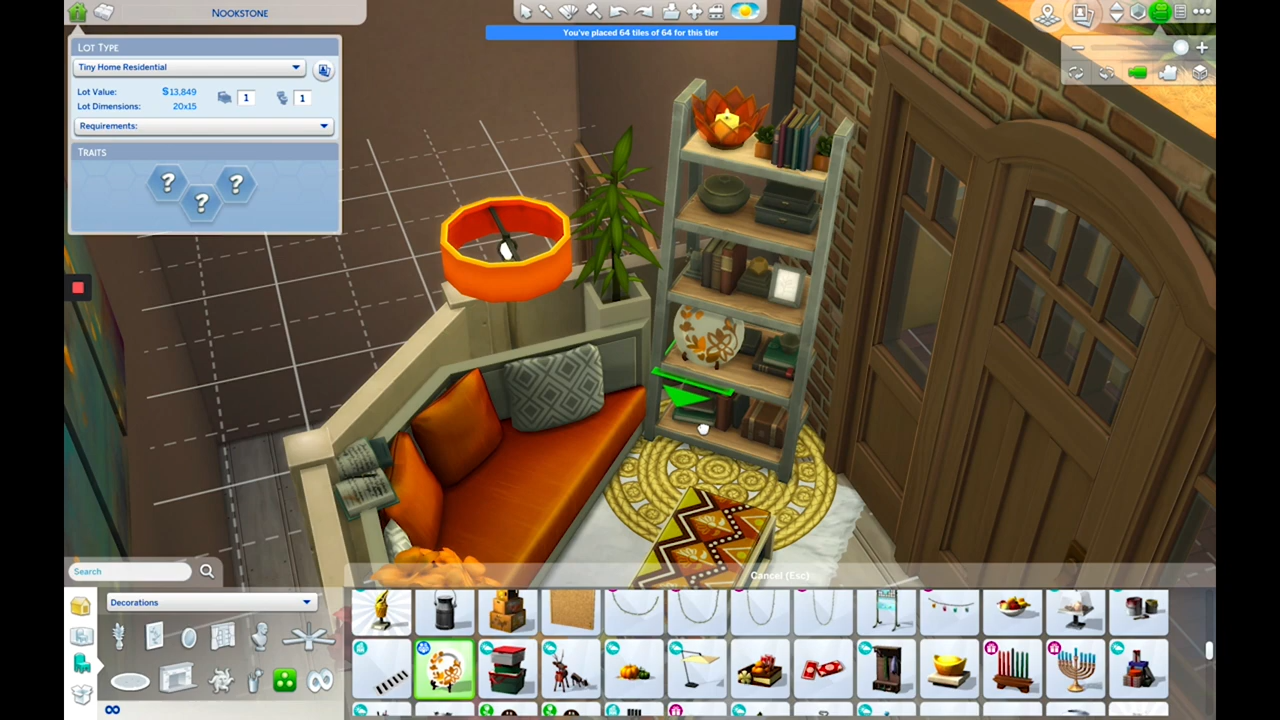 NOOKSTONE
You've placed 64 tiles of 64 for this tier
LOT TYPE
Tiny Home Residential
Lot Value: §13,849
1 1
Lot Dimensions: 20x15
Requirements:
TRAITS
? ? ?
Cancel (Esc)
Search
Decorations